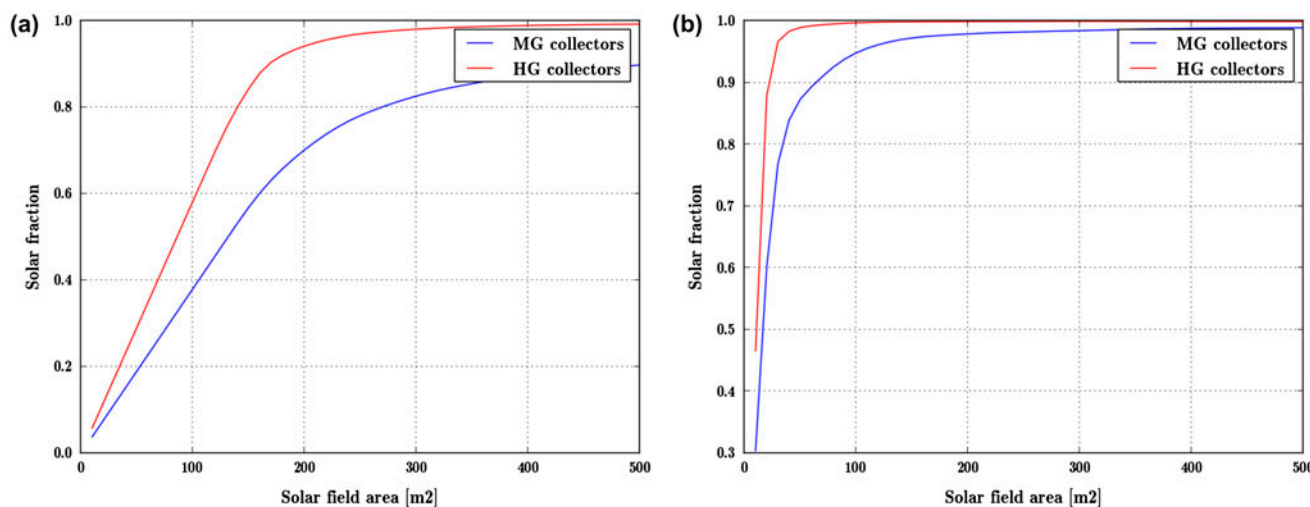 (a)
1.0
0.8
0.6
0.4
0.2
0.0
Solar fraction
MG collectors
HG collectors
0
100
200
300
400
500
Solar field area [m2]
(b)
1.0
0.9
0.8
0.7
0.6
0.5
0.4
0.3
Solar fraction
MG collectors
HG collectors
0
100
200
300
400
500
Solar field area [m2]